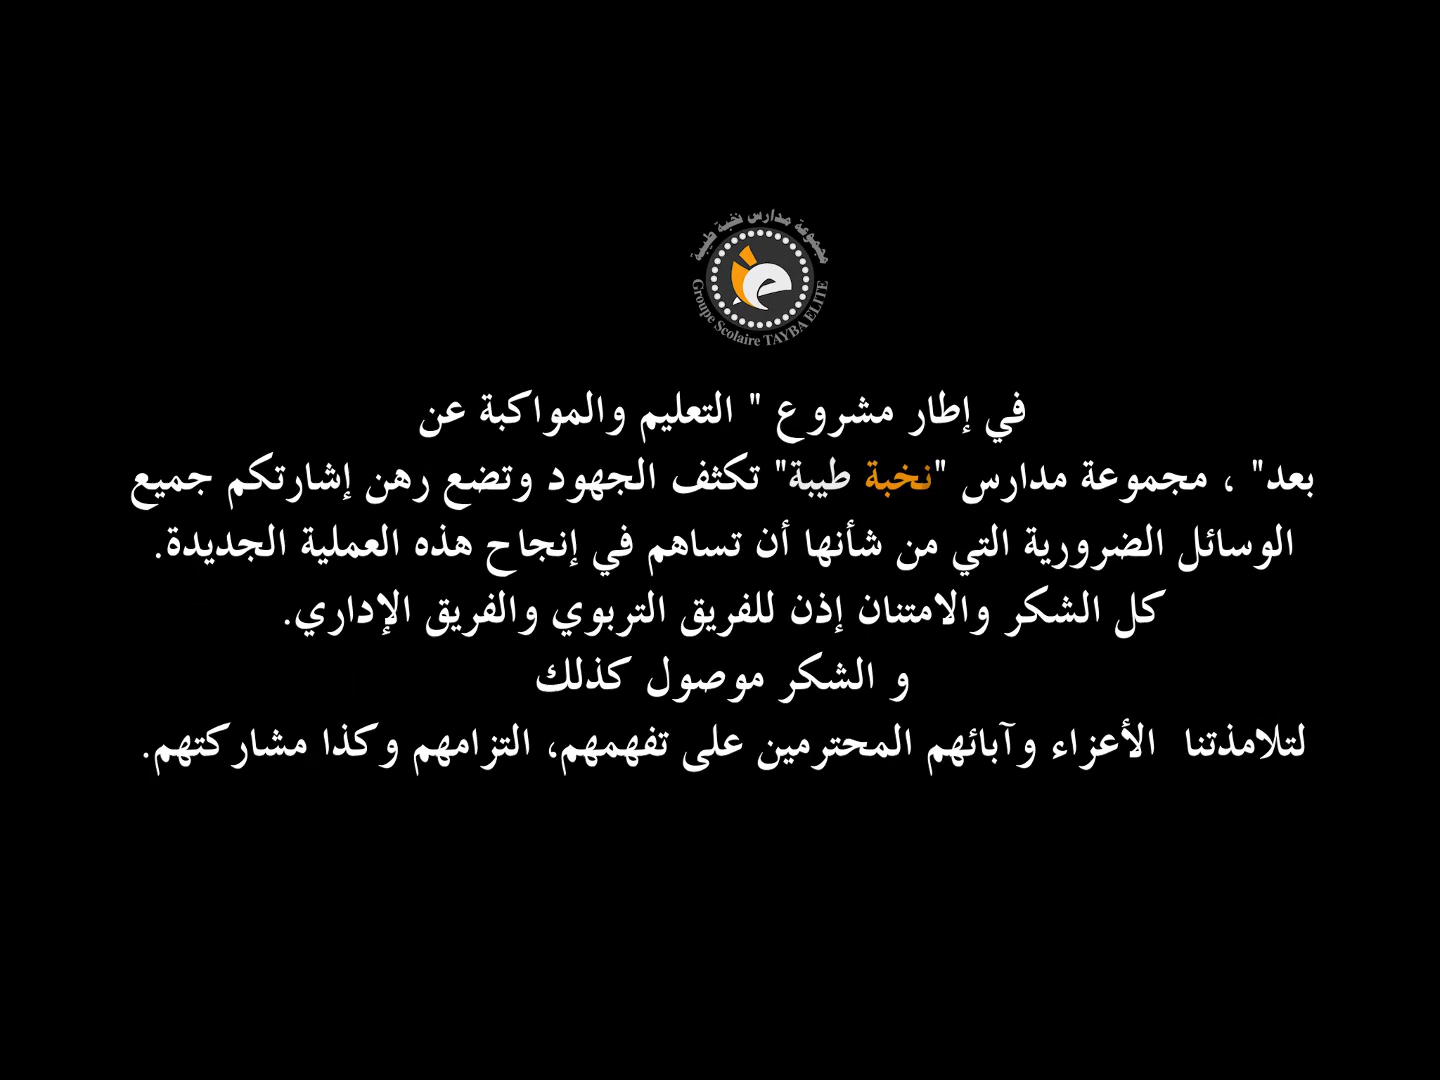 مجموعة مدارس نخبة طيبة
Groupe Scolaire TAYBA ELITE
في إطار مشروع " التعليم والمواكبة عن
بعد" ، مجموعة مدارس "نخبة طيبة" تكثف الجهود وتضع رهن إشارتكم جميع
الوسائل الضرورية التي من شأنها أن تساهم في إنجاح هذه العملية الجديدة.
كل الشكر والامتنان إذن للفريق التربوي والفريق الإداري.
و الشكر موصول كذلك
لتلامذتنا  الأعزاء وآبائهم المحترمين على تفهمهم، التزامهم وكذا مشاركتهم.